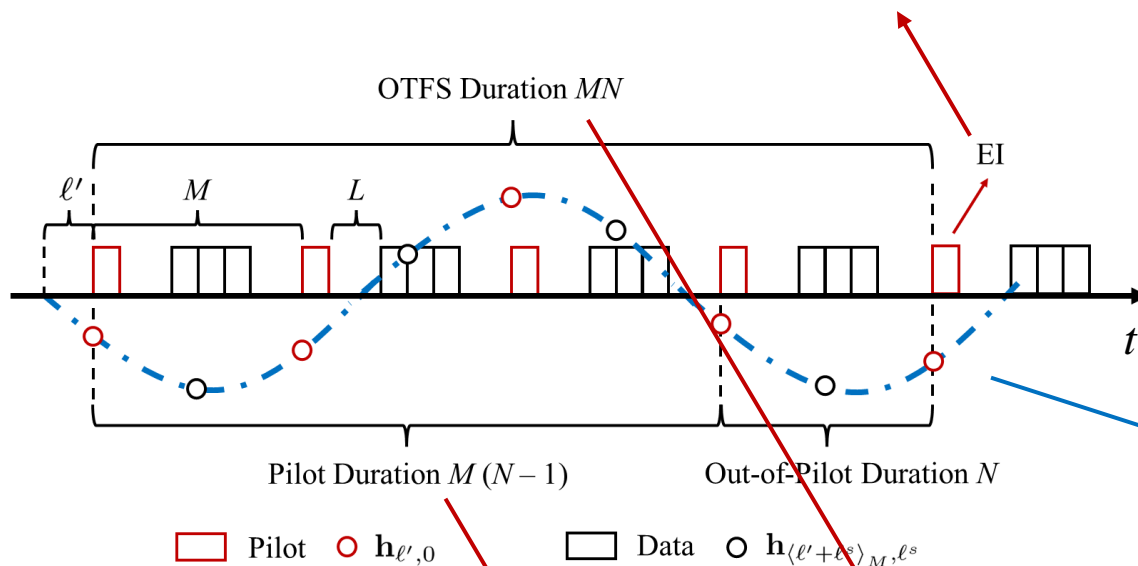 OTFS Duration MN
EI
ℓ′ M L
t
Pilot Duration M (N – 1) Out-of-Pilot Duration N
Pilot h_{ℓ′,0} Data h_{⟨ℓ′+ℓ^s⟩_M,ℓ^s}